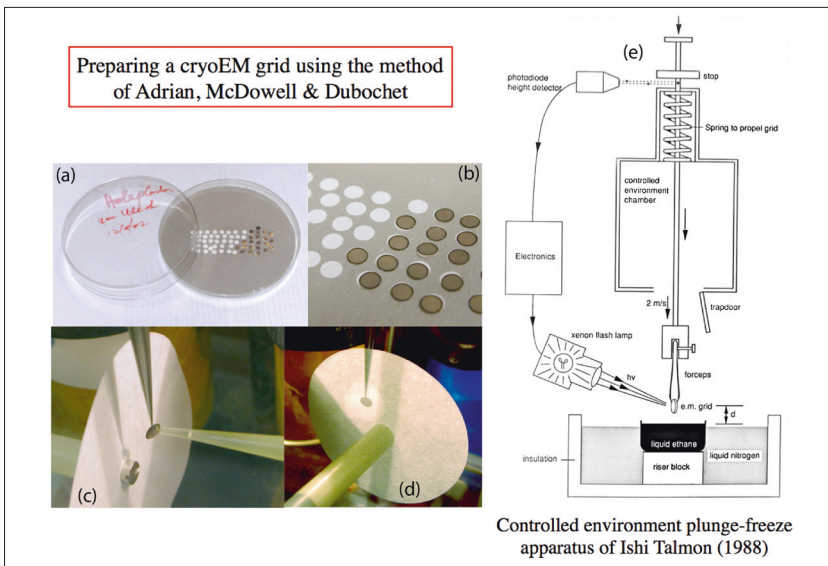 Preparing a cryoEM grid using the method
of Adrian, McDowell & Dubochet
(a)
(b)
(c)
(d)
(e)
stop
photodiode
height detector
Spring to propel grid
controlled
environment
chamber
Electronics
2 m/s
trapdoor
xenon flash lamp
hν
forceps
e.m. grid
d
liquid ethane
liquid nitrogen
insulation
riser block
Controlled environment plunge-freeze
apparatus of Ishi Talmon (1988)